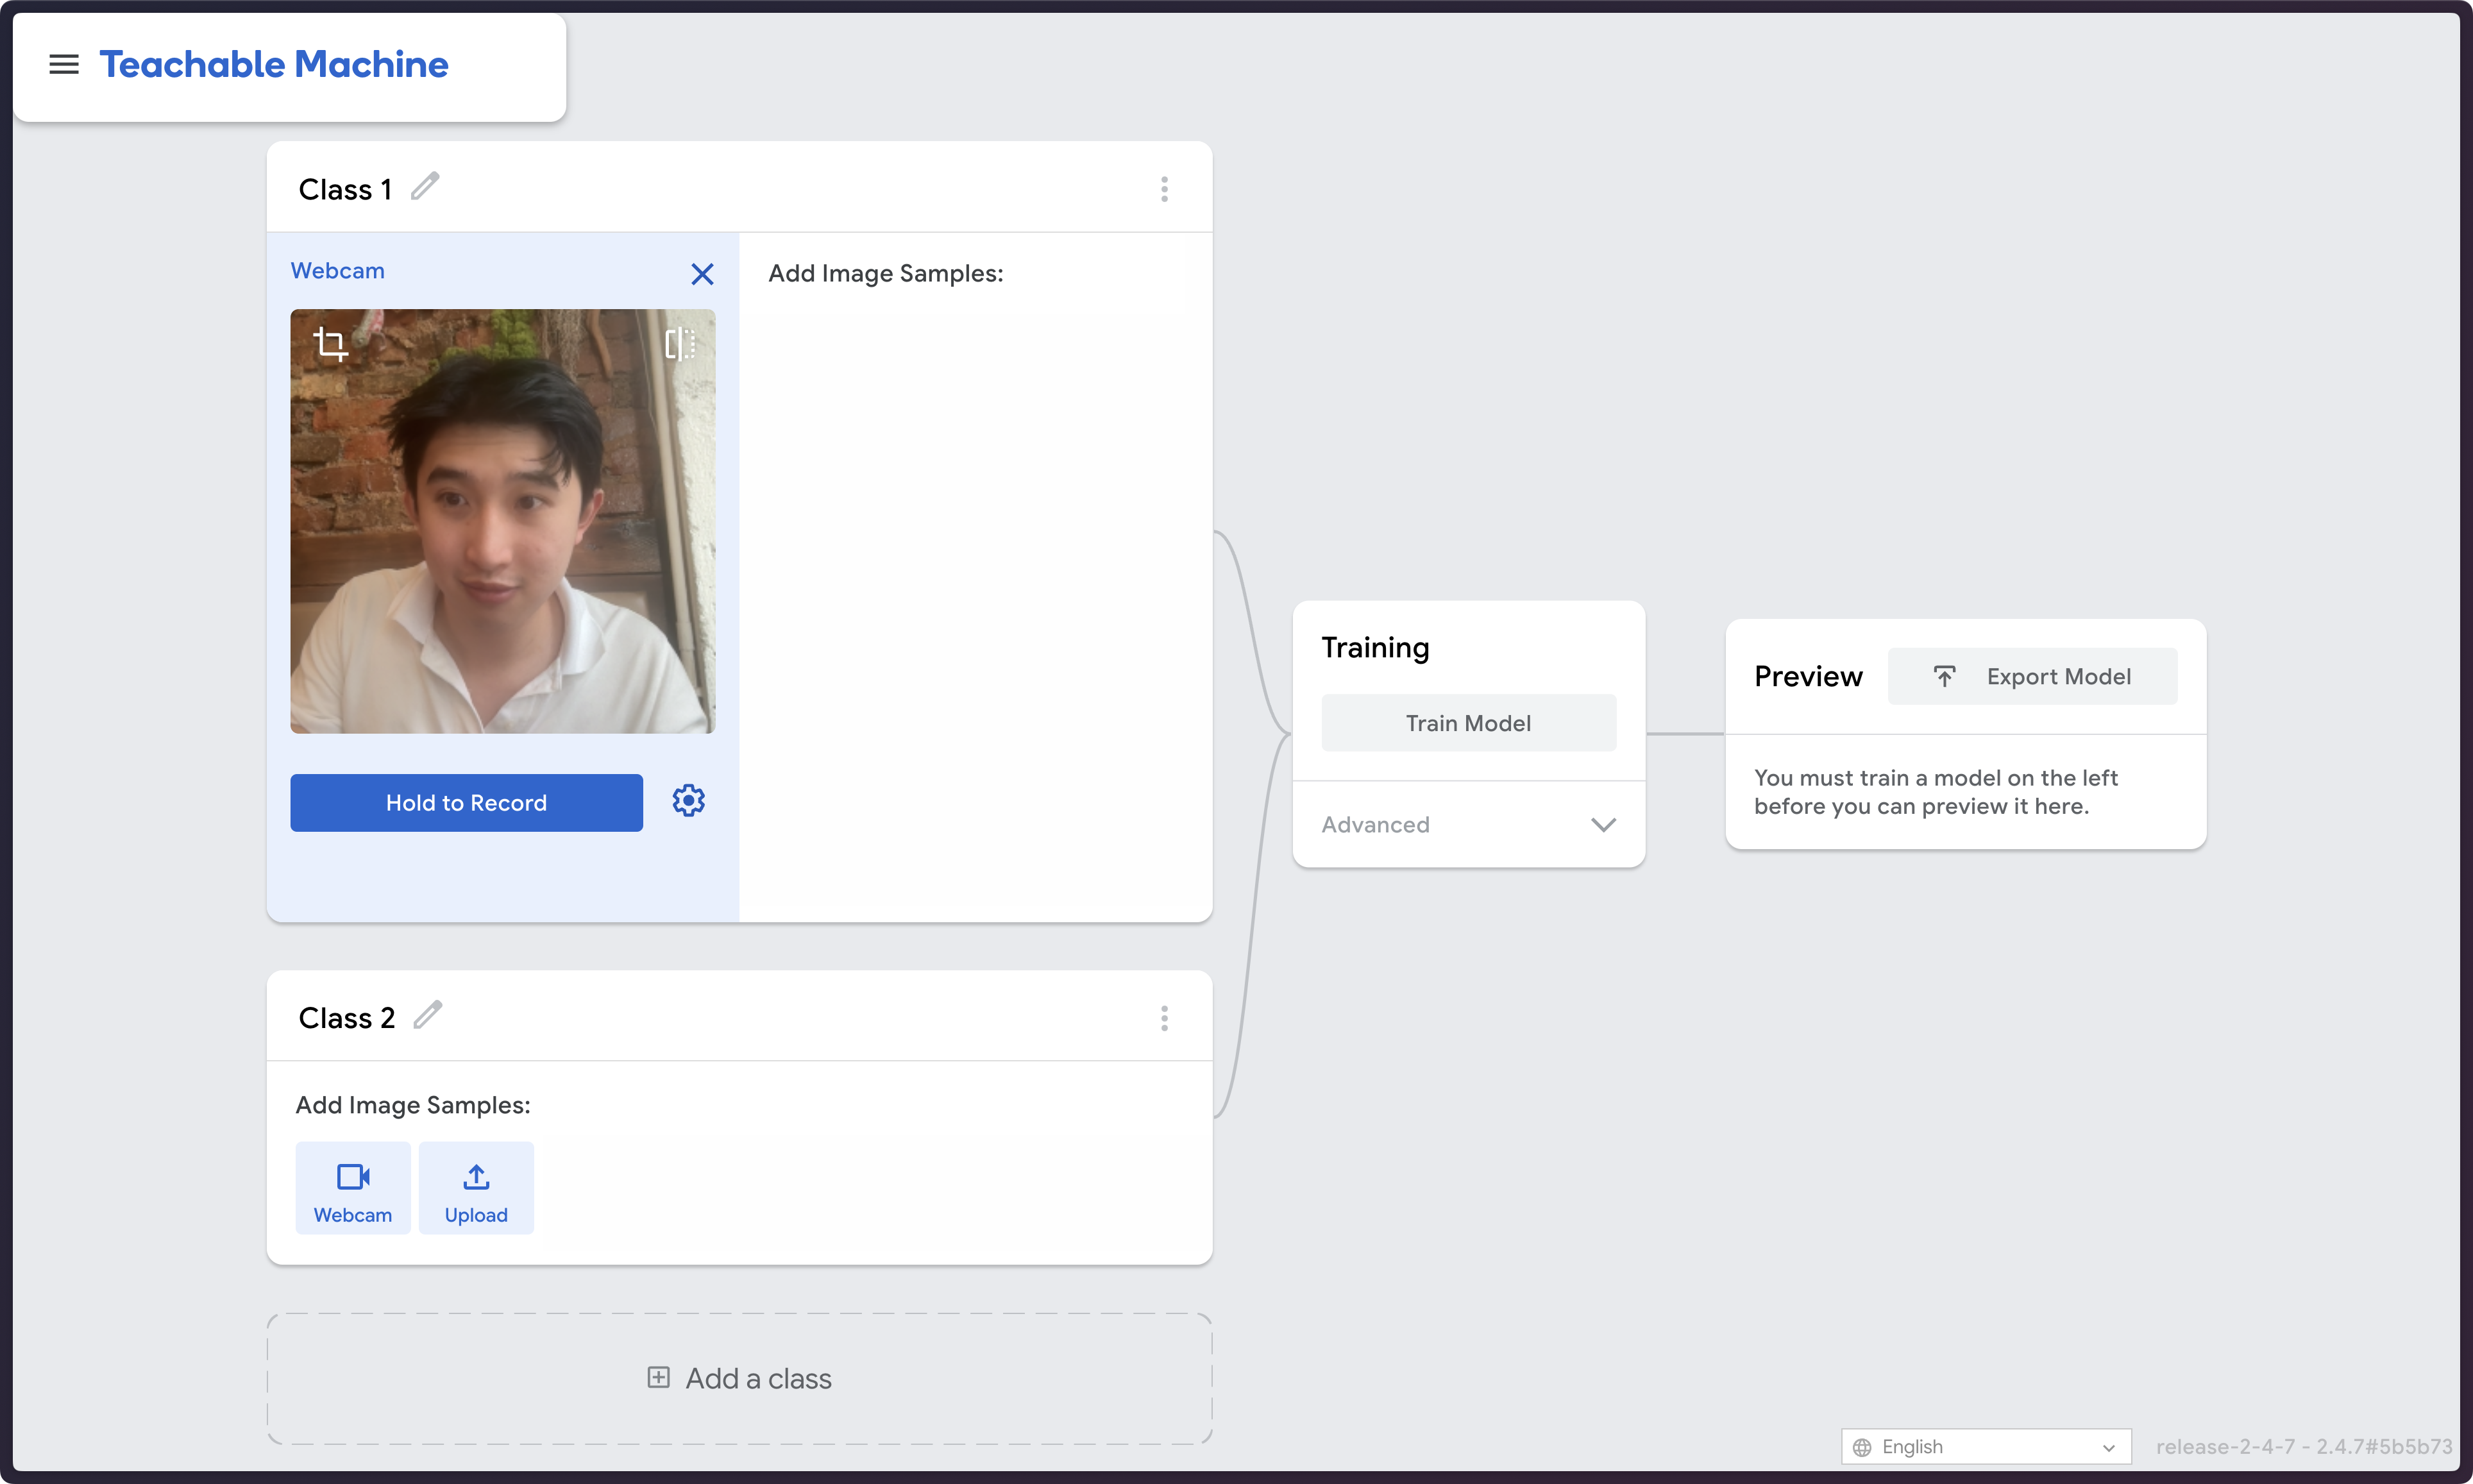 Teachable Machine
Class 1
Webcam
Add Image Samples:
Hold to Record
Class 2
Add Image Samples:
Webcam
Upload
Add a class
Training
Train Model
Advanced
Preview
Export Model
You must train a model on the left
before you can preview it here.
English
release-2-4-7 - 2.4.7#5b5b73